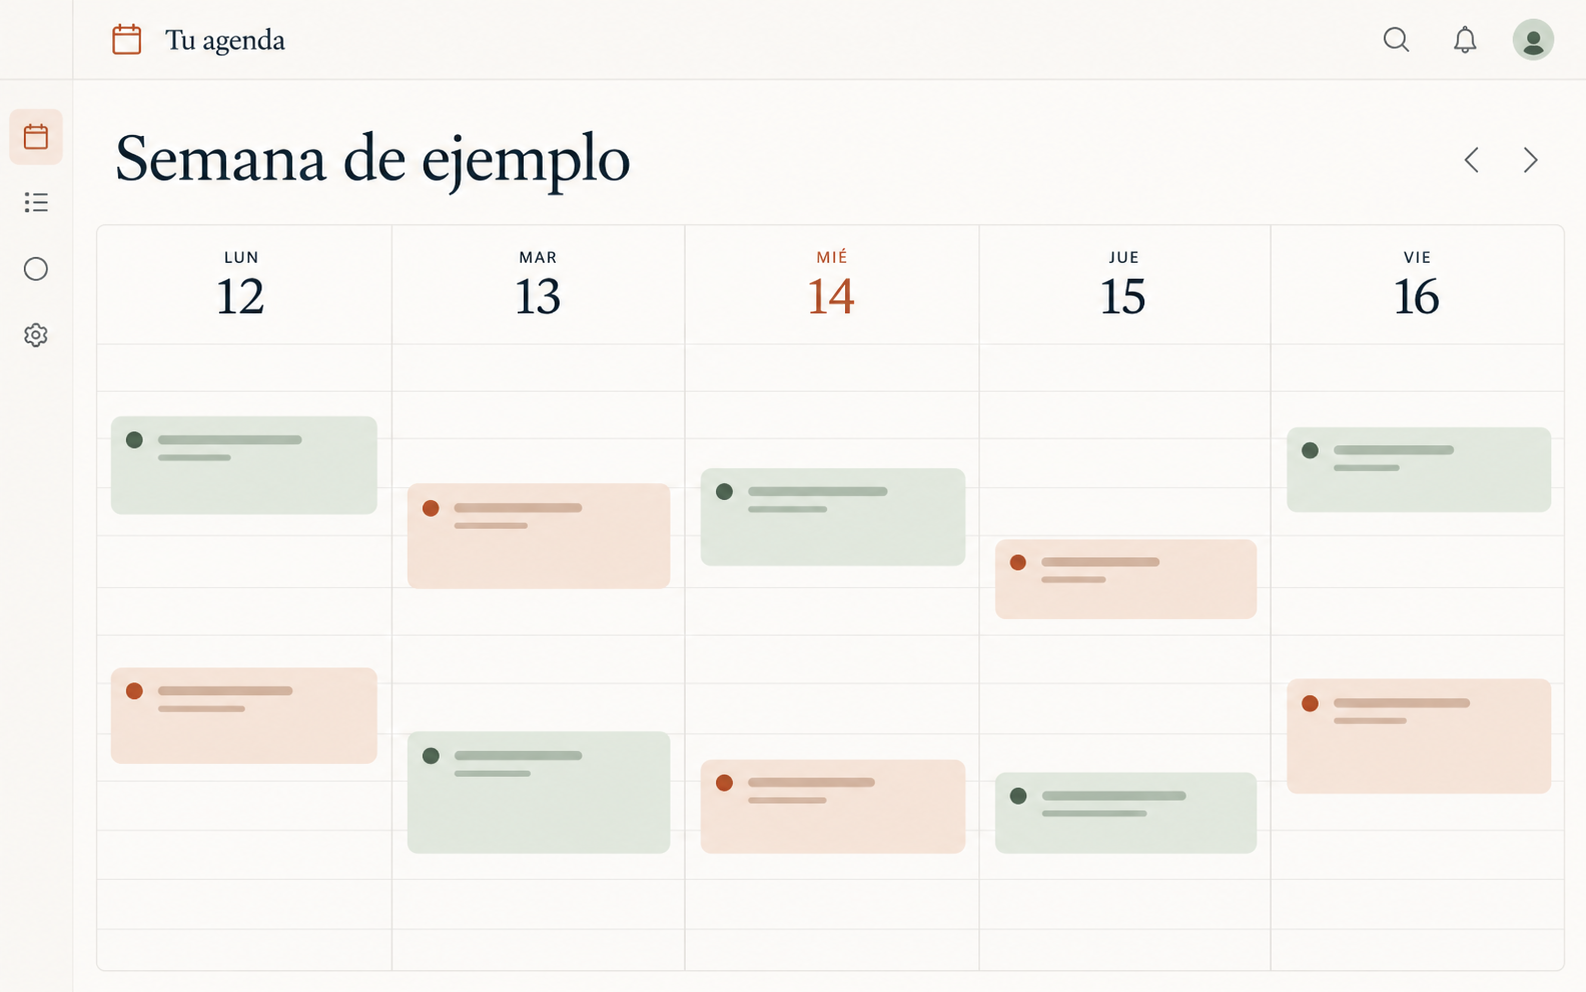 Tu agenda
Semana de ejemplo
LUN
12
MAR
13
MIÉ
14
JUE
15
VIE
16